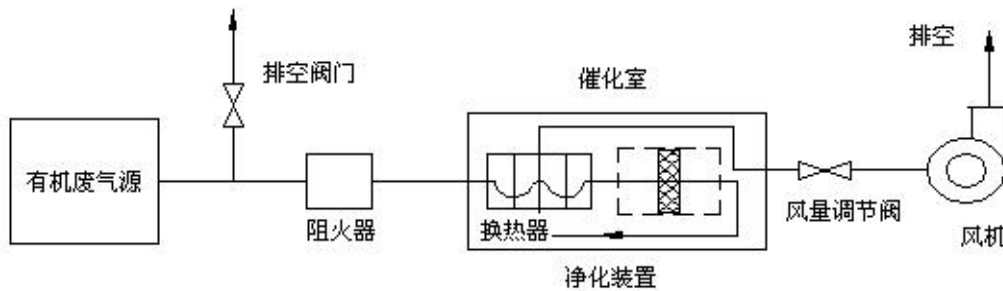 排空
排空阀门
催化室
有机废气源
阻火器
换热器
风量调节阀
风机
净化装置